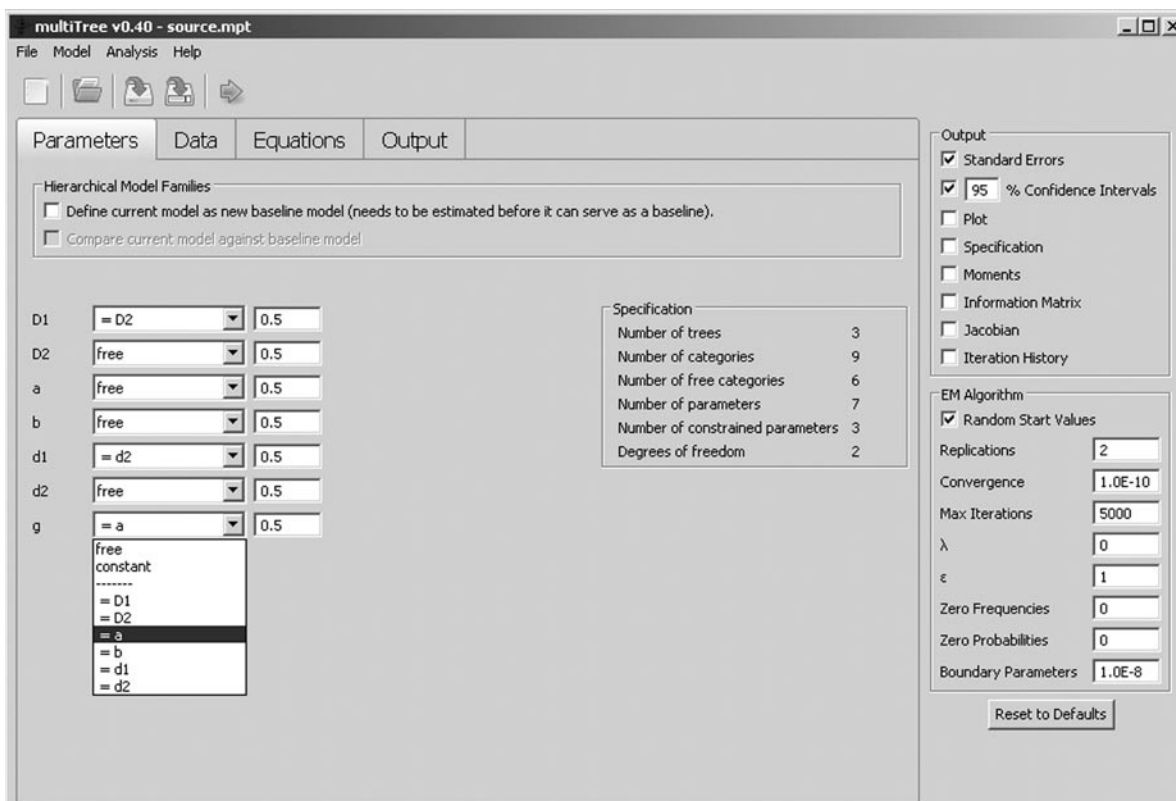 multiTree v0.40 - source.mpt
File Model Analysis Help
Parameters Data Equations Output
Hierarchical Model Families
Define current model as new baseline model (needs to be estimated before it can serve as a baseline).
Compare current model against baseline model
D1 = D2 0.5
D2 free 0.5
a free 0.5
b free 0.5
d1 = d2 0.5
d2 free 0.5
g = a 0.5
free
constant
-------
= D1
= D2
= a
= b
= d1
= d2
Specification
Number of trees 3
Number of categories 9
Number of free categories 6
Number of parameters 7
Number of constrained parameters 3
Degrees of freedom 2
Output
Standard Errors
95 % Confidence Intervals
Plot
Specification
Moments
Information Matrix
Jacobian
Iteration History
EM Algorithm
Random Start Values
Replications 2
Convergence 1.0E-10
Max Iterations 5000
λ 0
ε 1
Zero Frequencies 0
Zero Probabilities 0
Boundary Parameters 1.0E-8
Reset to Defaults